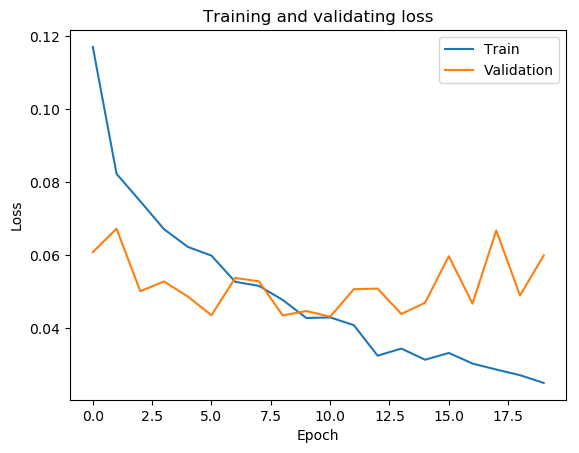 Training and validating loss
Train
Validation
Loss
0.12
0.10
0.08
0.06
0.04
0.0 2.5 5.0 7.5 10.0 12.5 15.0 17.5
Epoch